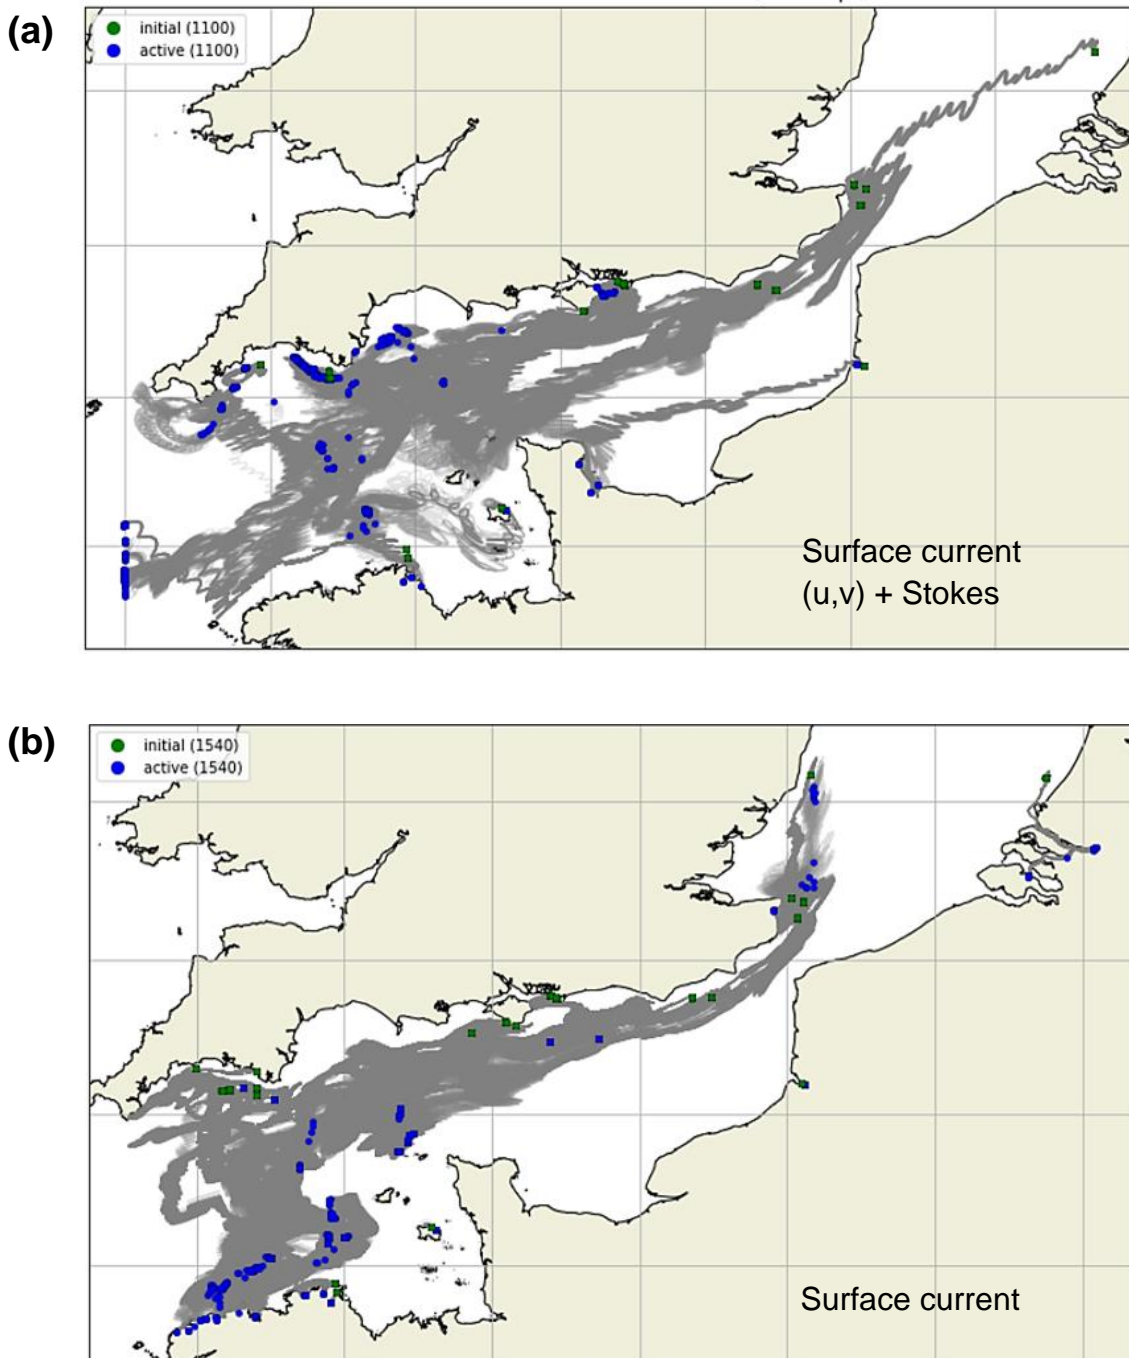 (a)
initial (1100)
active (1100)
Surface current
(u,v) + Stokes
(b)
initial (1540)
active (1540)
Surface current